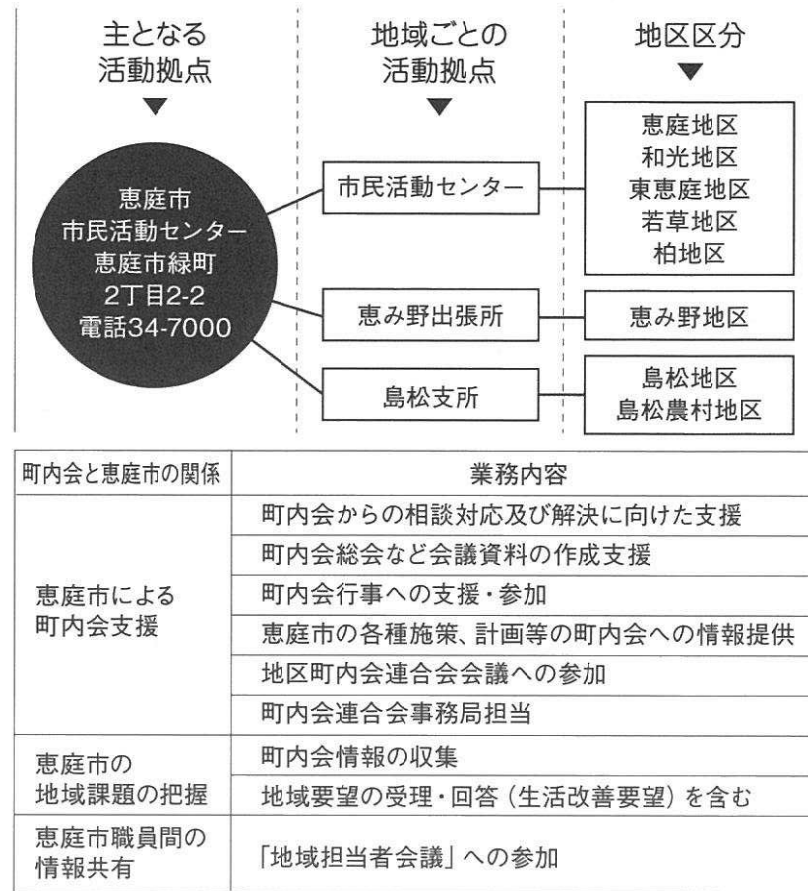 主となる
活動拠点
▼
地域ごとの
活動拠点
▼
地区区分
▼
恵庭市
市民活動センター
恵庭市緑町
2丁目2-2
電話34-7000
市民活動センター
恵庭地区
和光地区
東恵庭地区
若草地区
柏地区
恵み野出張所
恵み野地区
島松支所
島松地区
島松農村地区
町内会と恵庭市の関係
業務内容
恵庭市による
町内会支援
町内会からの相談対応及び解決に向けた支援
町内会総会など会議資料の作成支援
町内会行事への支援・参加
恵庭市の各種施策、計画等の町内会への情報提供
地区町内会連合会会議への参加
町内会連合会事務局担当
恵庭市の
地域課題の把握
町内会情報の収集
地域要望の受理・回答（生活改善要望）を含む
恵庭市職員間の
情報共有
「地域担当者会議」への参加